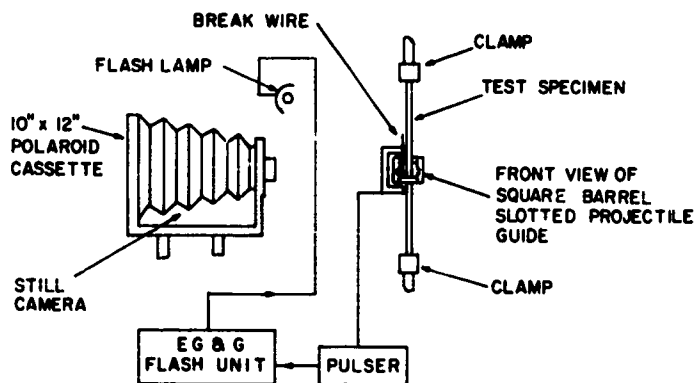 BREAK WIRE
CLAMP
FLASH LAMP
TEST SPECIMEN
10" x 12"
POLAROID
CASSETTE
FRONT VIEW OF
SQUARE BARREL
SLOTTED PROJECTILE
GUIDE
STILL
CAMERA
CLAMP
EG & G
FLASH UNIT
PULSER